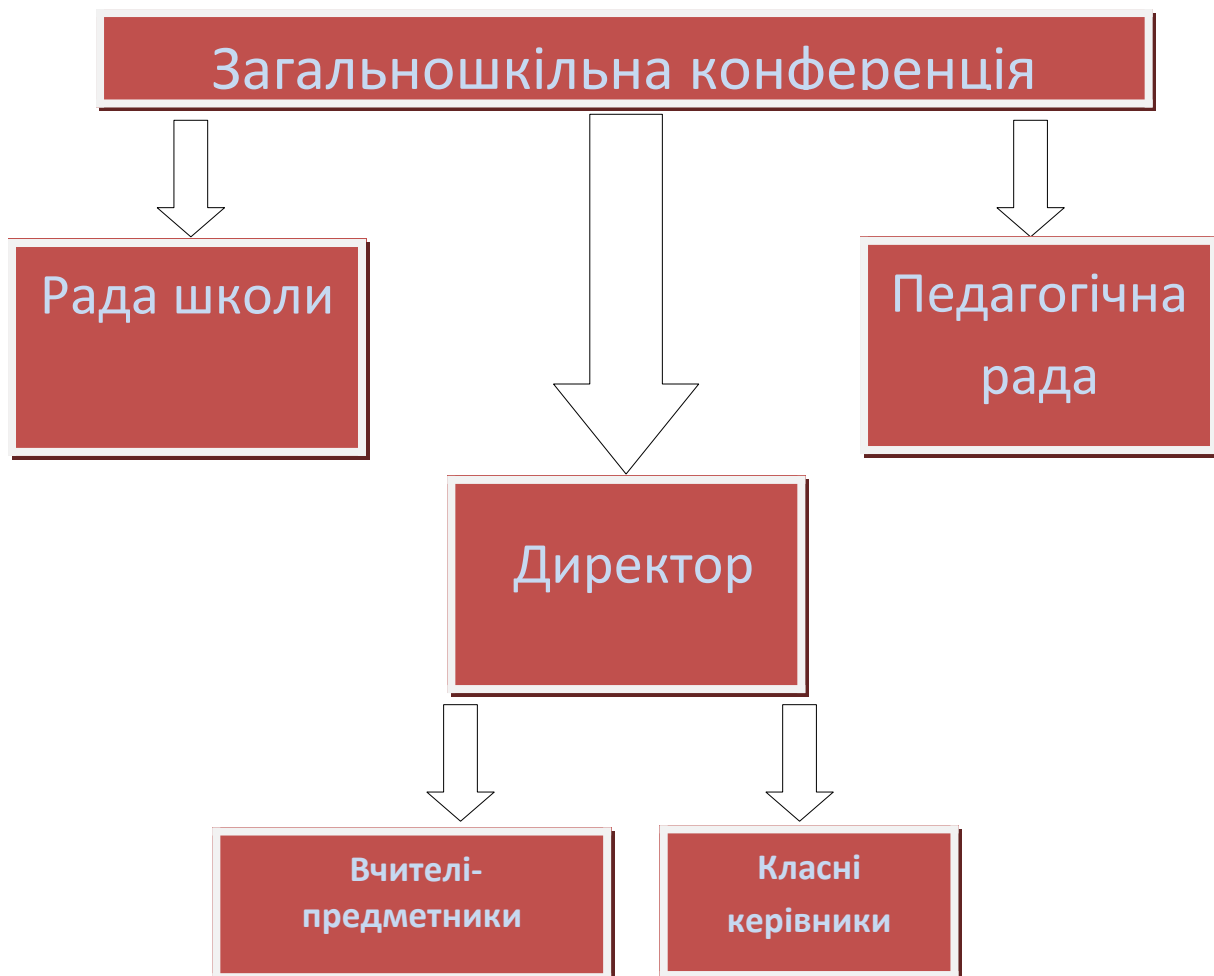 Загальношкільна конференція
Рада школи
Педагогічна
рада
Директор
Вчителі-
предметники
Класні
керівники